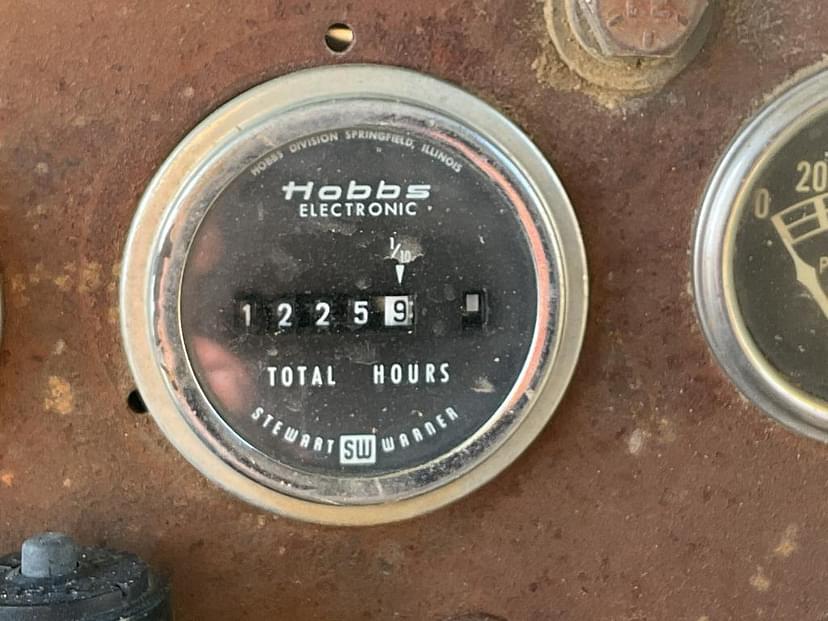 HOBBS DIVISION SPRINGFIELD, ILLINOIS
Hobbs
ELECTRONIC
1/10
1 2 2 5 9
TOTAL HOURS
STEWART SW WARNER
0 20
P